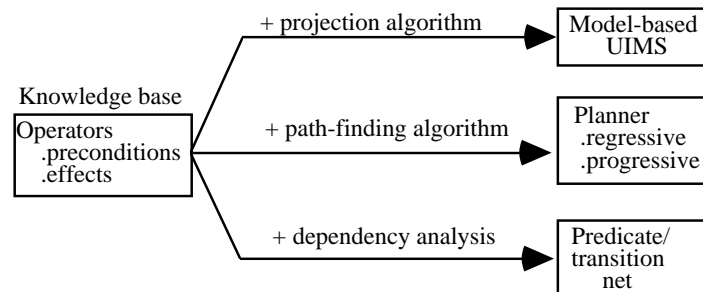 + projection algorithm
Model-based
UIMS
Knowledge base
Operators
.preconditions
.effects
+ path-finding algorithm
Planner
.regressive
.progressive
+ dependency analysis
Predicate/
transition
net